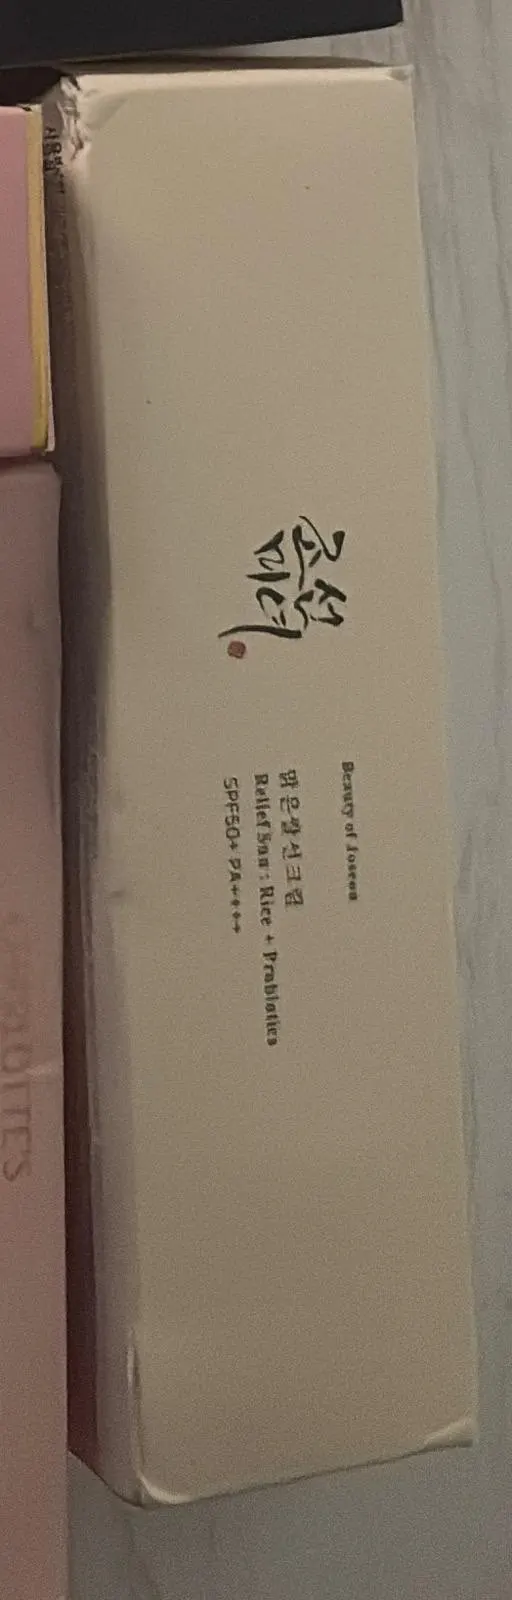 조선
미녀
Beauty of Joseon
맑은쌀선크림
Relief Sun : Rice + Probiotics
SPF50+ PA++++